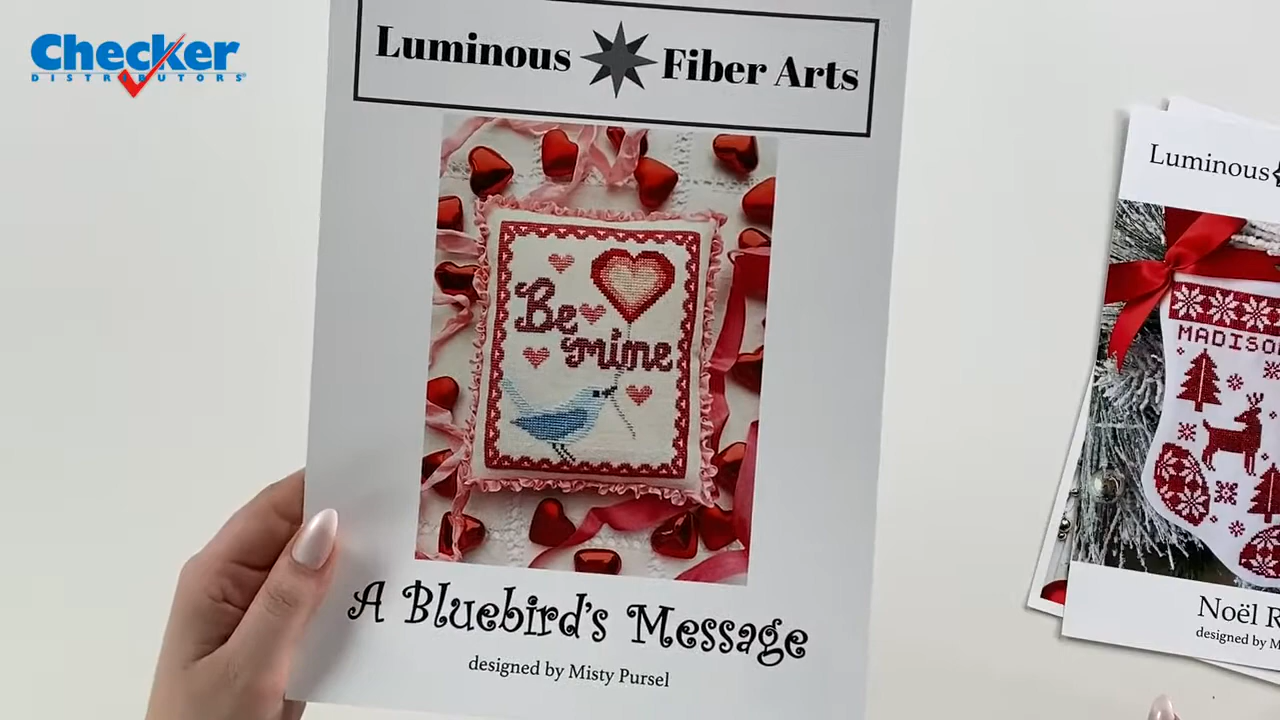 Checker
DISTRIBUTORS
Luminous Fiber Arts
Be
mine
A Bluebird's Message
designed by Misty Pursel
Luminous
MADISO
Noël R
designed by M